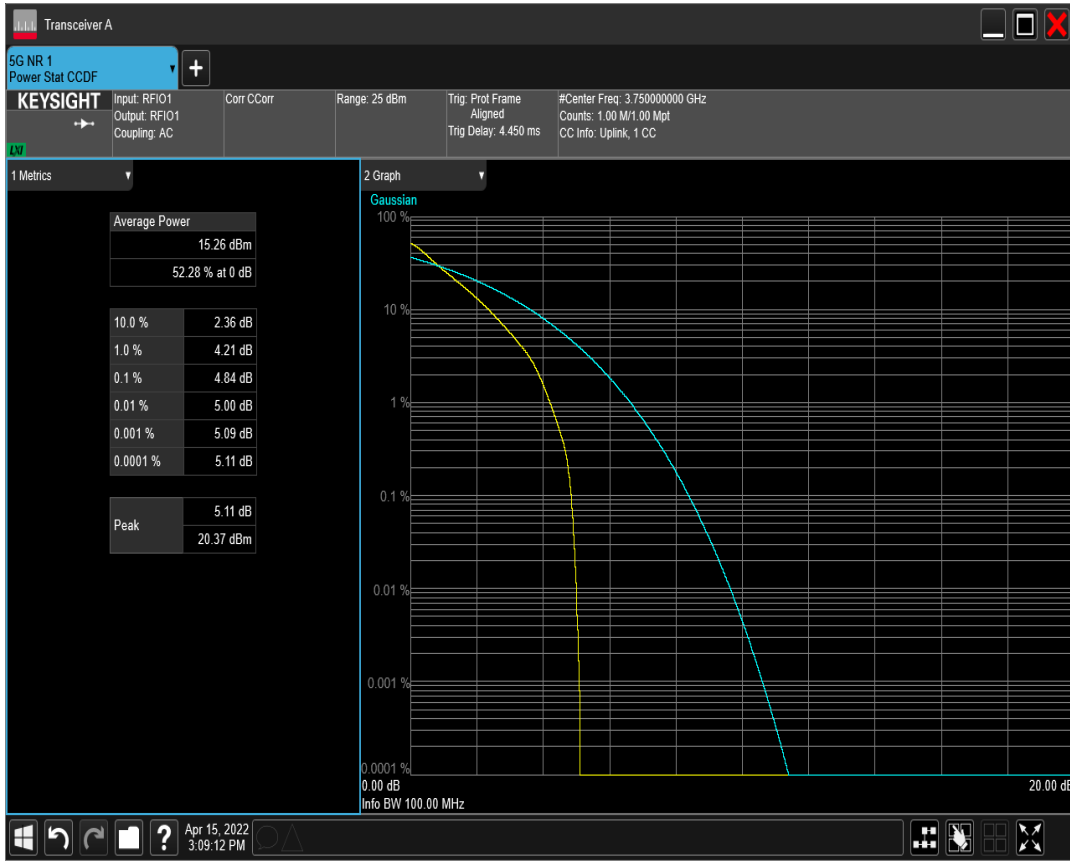 Transceiver A
5G NR 1
Power Stat CCDF
KEYSIGHT
LXI
Input: RFIO1
Output: RFIO1
Coupling: AC
Corr CCorr
Range: 25 dBm
Trig: Prot Frame
Aligned
Trig Delay: 4.450 ms
#Center Freq: 3.750000000 GHz
Counts: 1.00 M/1.00 Mpt
CC Info: Uplink, 1 CC
1 Metrics
Average Power
15.26 dBm
52.28 % at 0 dB
10.0 % 2.36 dB
1.0 % 4.21 dB
0.1 % 4.84 dB
0.01 % 5.00 dB
0.001 % 5.09 dB
0.0001 % 5.11 dB
Peak
5.11 dB
20.37 dBm
2 Graph
Gaussian
100 %
10 %
1 %
0.1 %
0.01 %
0.001 %
0.0001 %
0.00 dB
20.00 dB
Info BW 100.00 MHz
Apr 15, 2022
3:09:12 PM